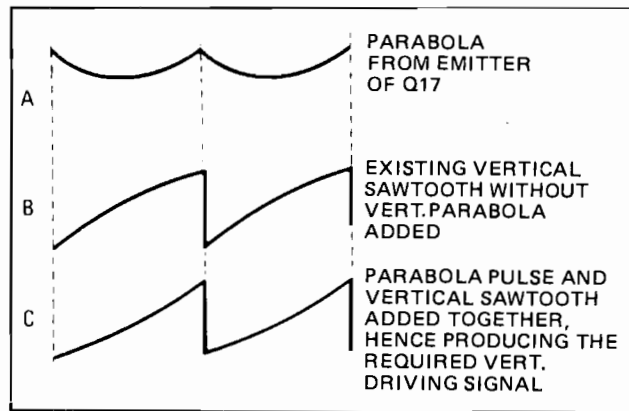 A
PARABOLA
FROM EMITTER
OF Q17
B
EXISTING VERTICAL
SAWTOOTH WITHOUT
VERT.PARABOLA
ADDED
C
PARABOLA PULSE AND
VERTICAL SAWTOOTH
ADDED TOGETHER,
HENCE PRODUCING THE
REQUIRED VERT.
DRIVING SIGNAL